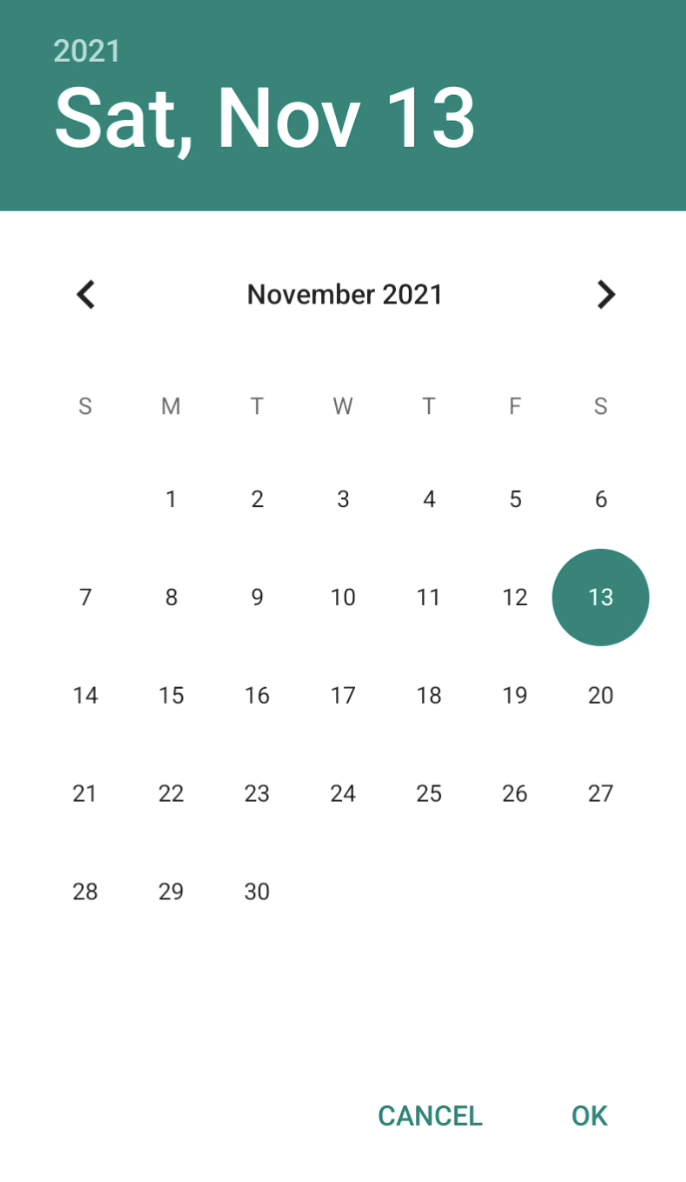 2021
Sat, Nov 13
November 2021
S M T W T F S
1 2 3 4 5 6
7 8 9 10 11 12 13
14 15 16 17 18 19 20
21 22 23 24 25 26 27
28 29 30
CANCEL OK